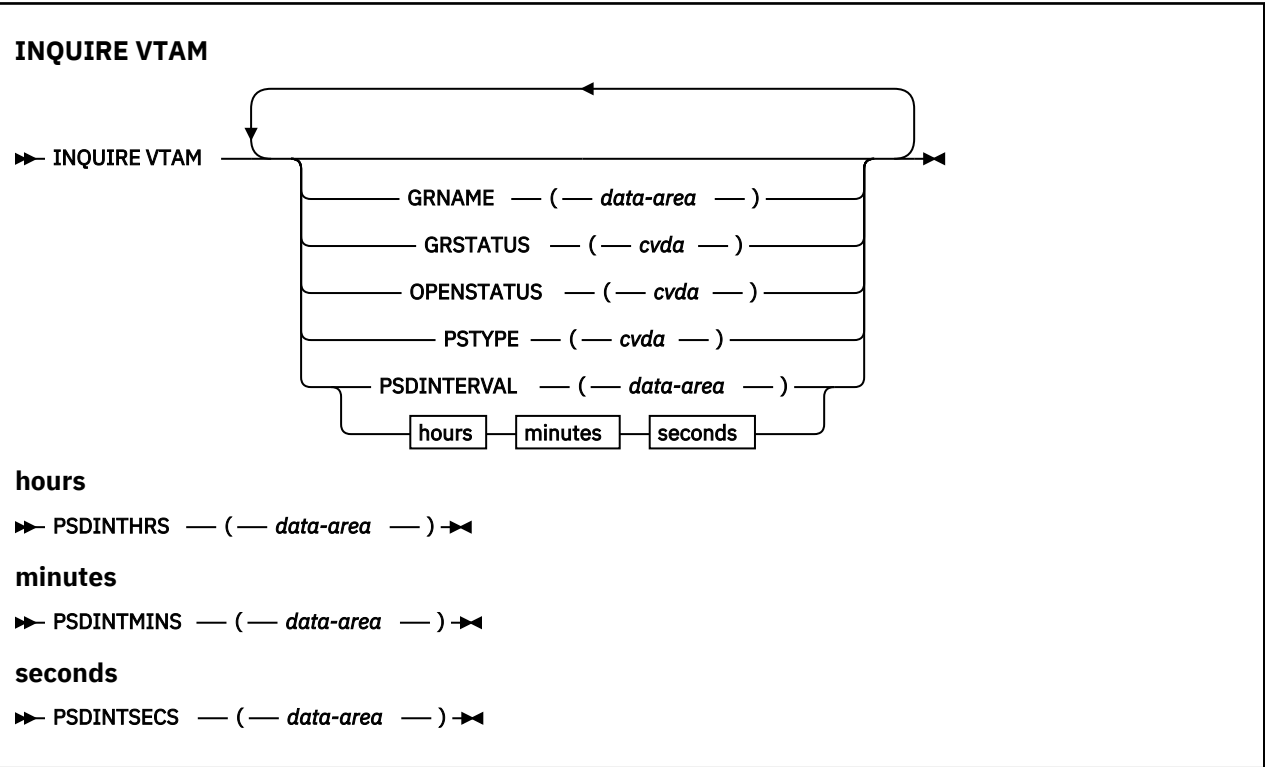 INQUIRE VTAM
INQUIRE VTAM
GRNAME ( data-area )
GRSTATUS ( cvda )
OPENSTATUS ( cvda )
PSTYPE ( cvda )
PSDINTERVAL ( data-area )
hours minutes seconds
hours
PSDINTHRS ( data-area )
minutes
PSDINTMINS ( data-area )
seconds
PSDINTSECS ( data-area )